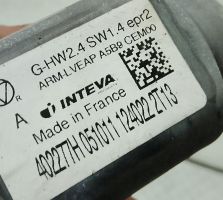 G-HW2.4 SW1.4 epr2
ARM-LVEAP A5B9 CEM00
INTEVA
A Made in France
402277H 051011 124022 2T13